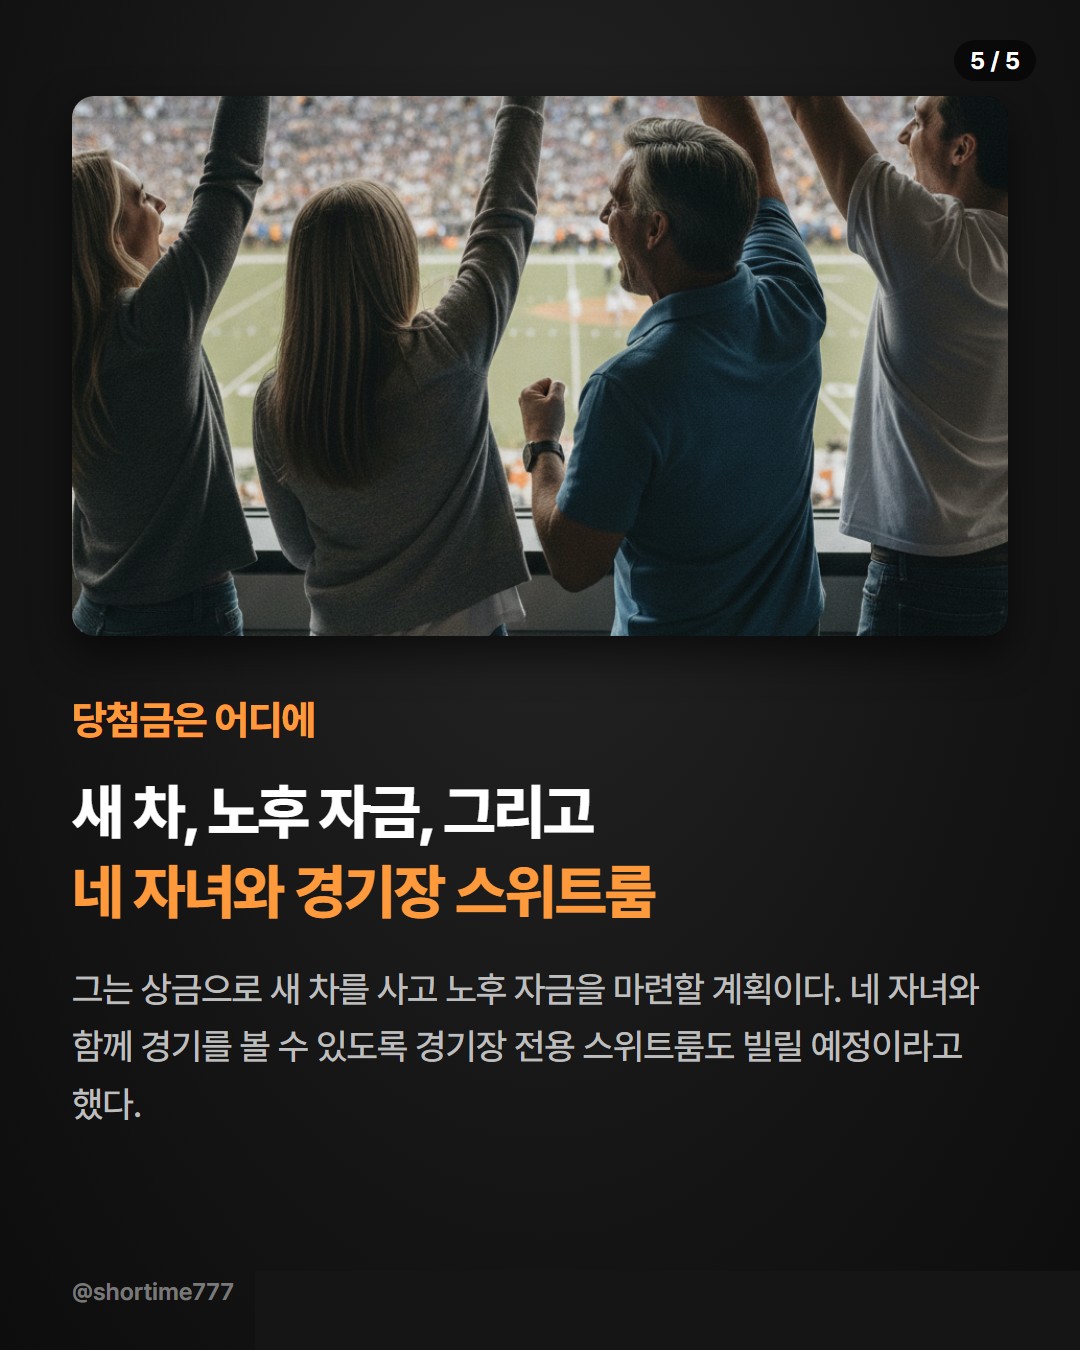 5 / 5
당첨금은 어디에
새 차, 노후 자금, 그리고
네 자녀와 경기장 스위트룸
그는 상금으로 새 차를 사고 노후 자금을 마련할 계획이다. 네 자녀와
함께 경기를 볼 수 있도록 경기장 전용 스위트룸도 빌릴 예정이라고
했다.
@shortime777